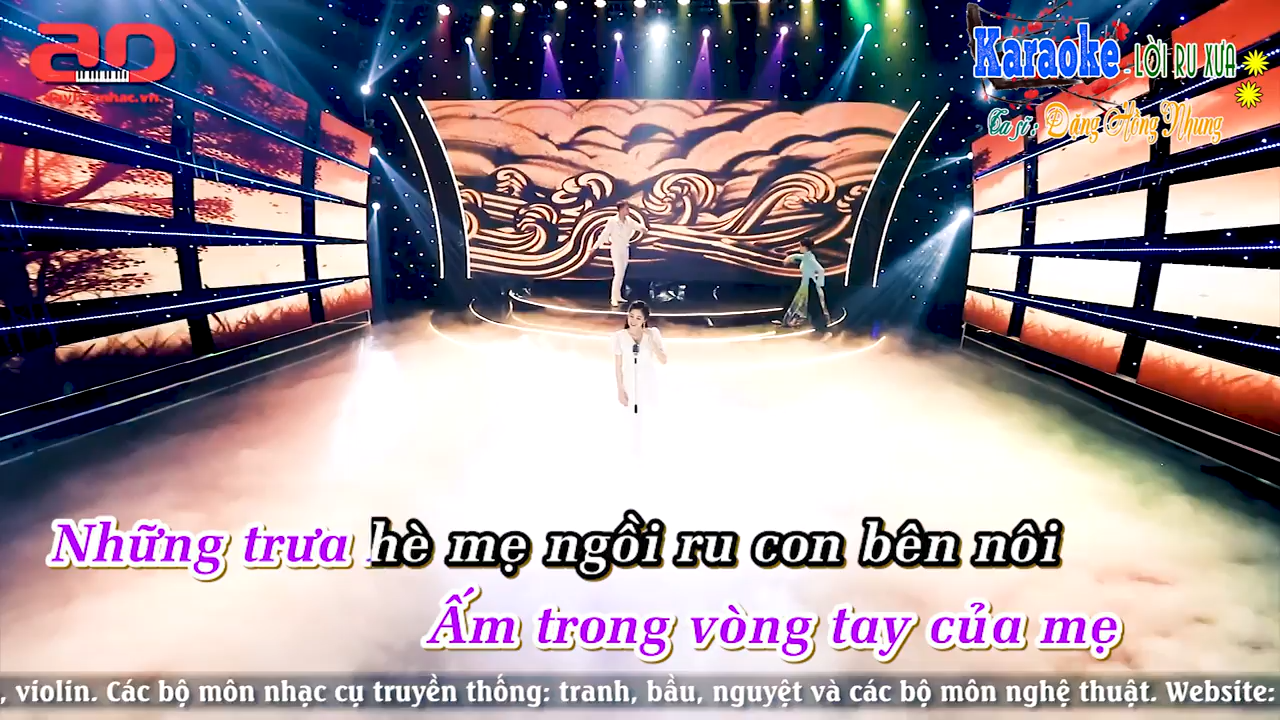 Karaoke - LỜI RU XƯA
Ca sĩ : Đặng Hồng Nhung
Những trưa hè mẹ ngồi ru con bên nôi
Ấm trong vòng tay của mẹ
, violin. Các bộ môn nhạc cụ truyền thống: tranh, bầu, nguyệt và các bộ môn nghệ thuật. Website: